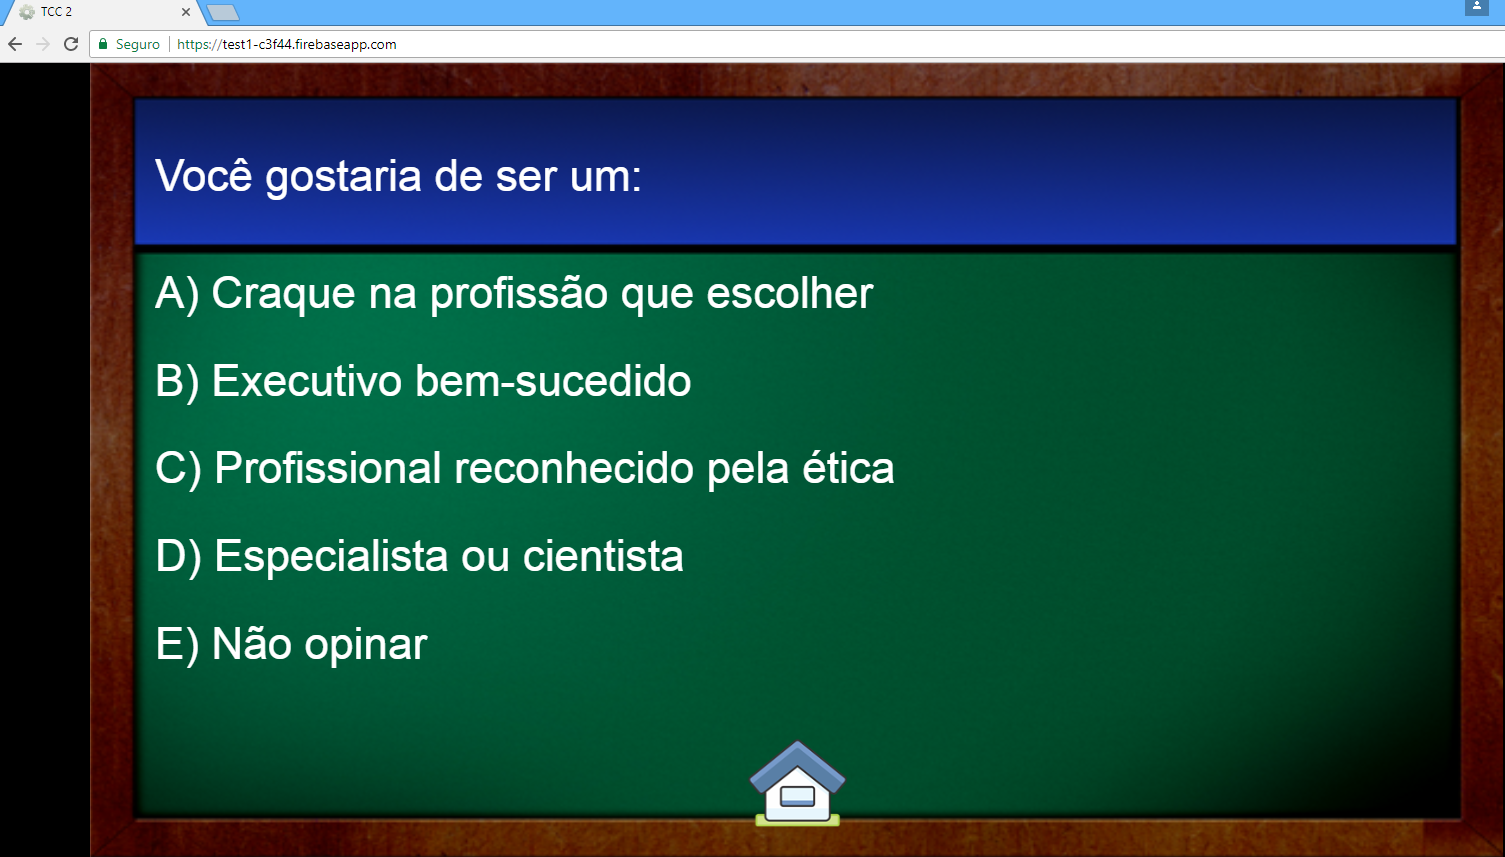 TCC 2
Seguro https://test1-c3f44.firebaseapp.com
Você gostaria de ser um:
A) Craque na profissão que escolher
B) Executivo bem-sucedido
C) Profissional reconhecido pela ética
D) Especialista ou cientista
E) Não opinar